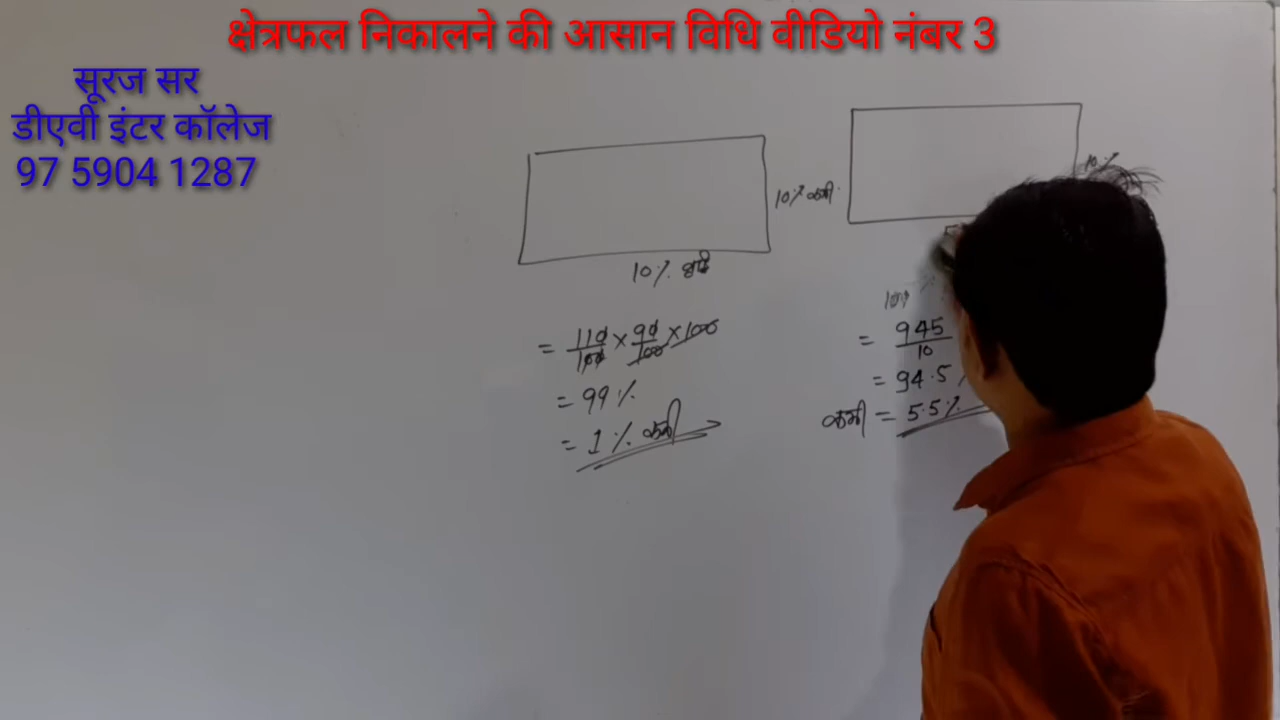 क्षेत्रफल निकालने की आसान विधि वीडियो नंबर 3
सूरज सर
डीएवी इंटर कॉलेज
97 5904 1287
10% कमी
10%
= 110/100 × 90/100 × 100
= 99%
= 1% कमी
10%
5
= 945/10
= 94.5
कमी = 5.5%